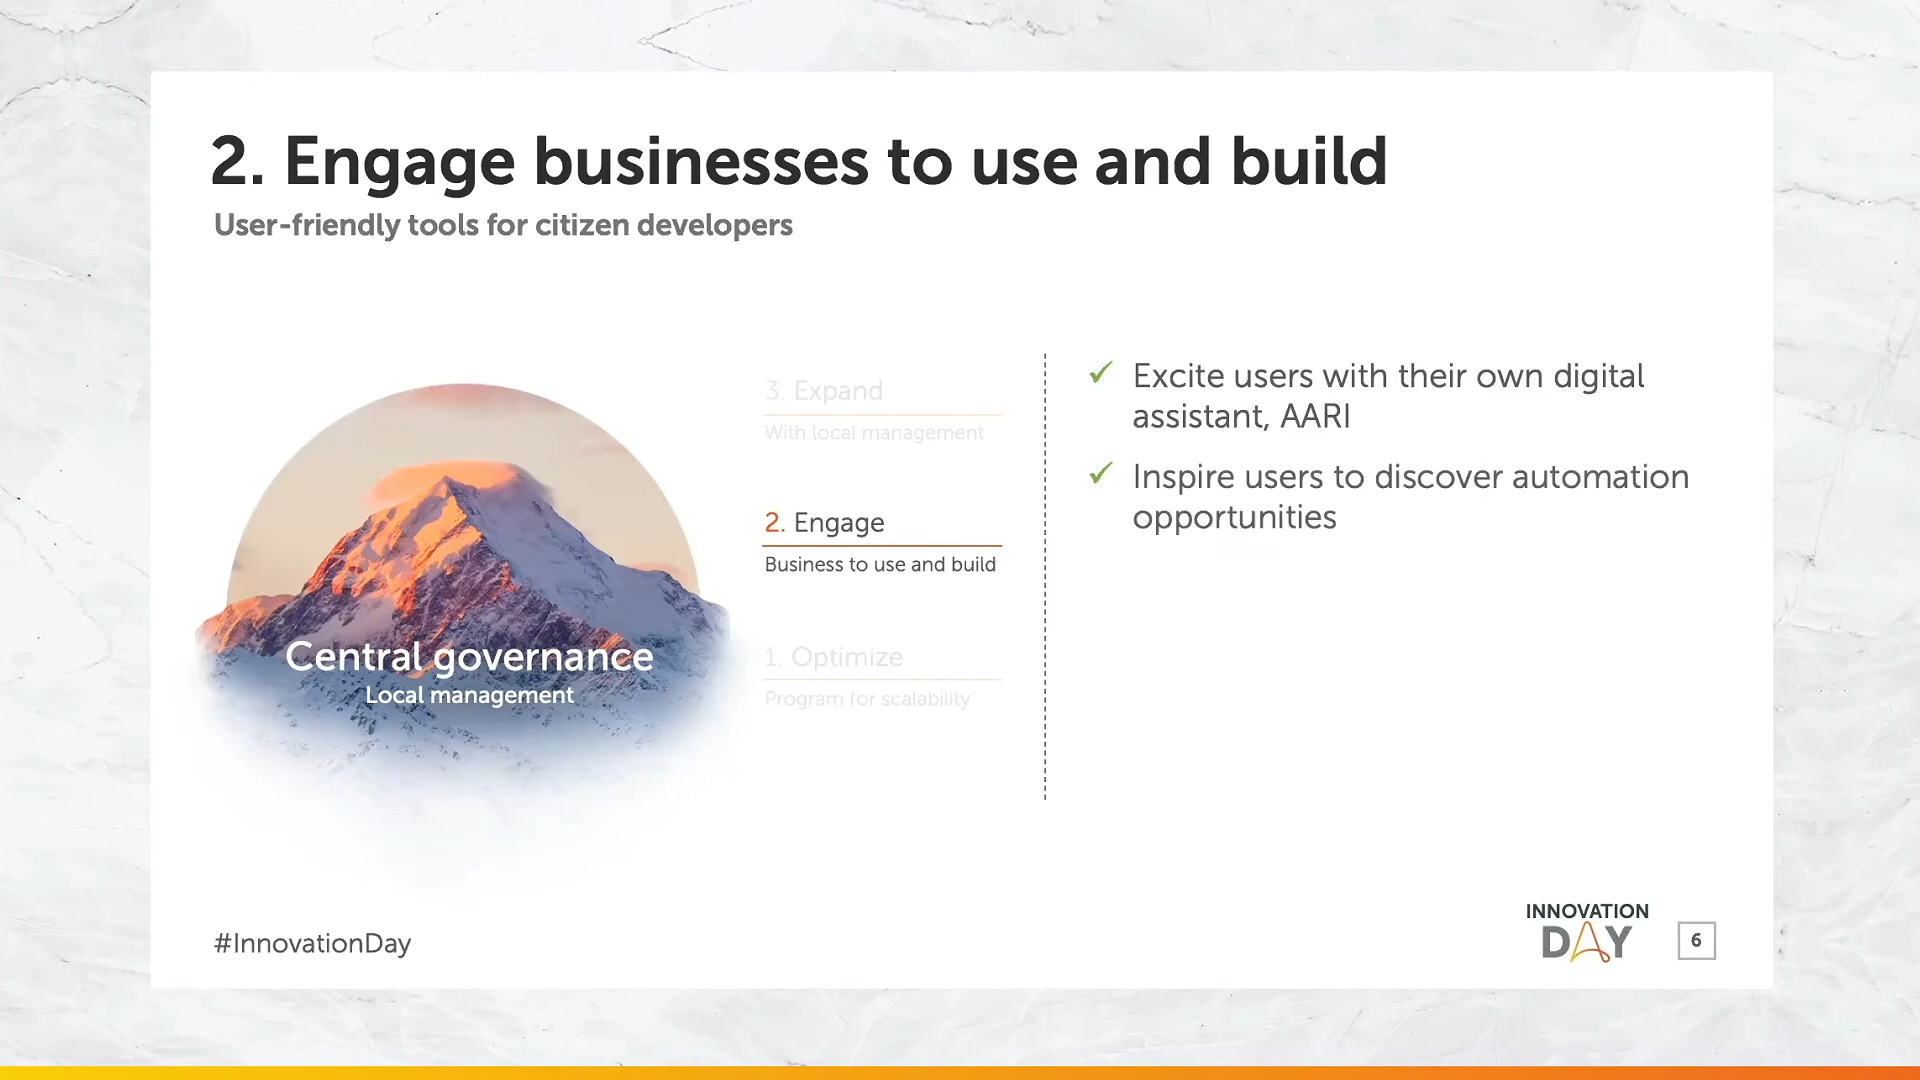 2. Engage businesses to use and build
User-friendly tools for citizen developers
Central governance
Local management
3. Expand
With local management
2. Engage
Business to use and build
1. Optimize
Program for scalability
✓ Excite users with their own digital
assistant, AARI
✓ Inspire users to discover automation
opportunities
#InnovationDay
INNOVATION
DAY
6